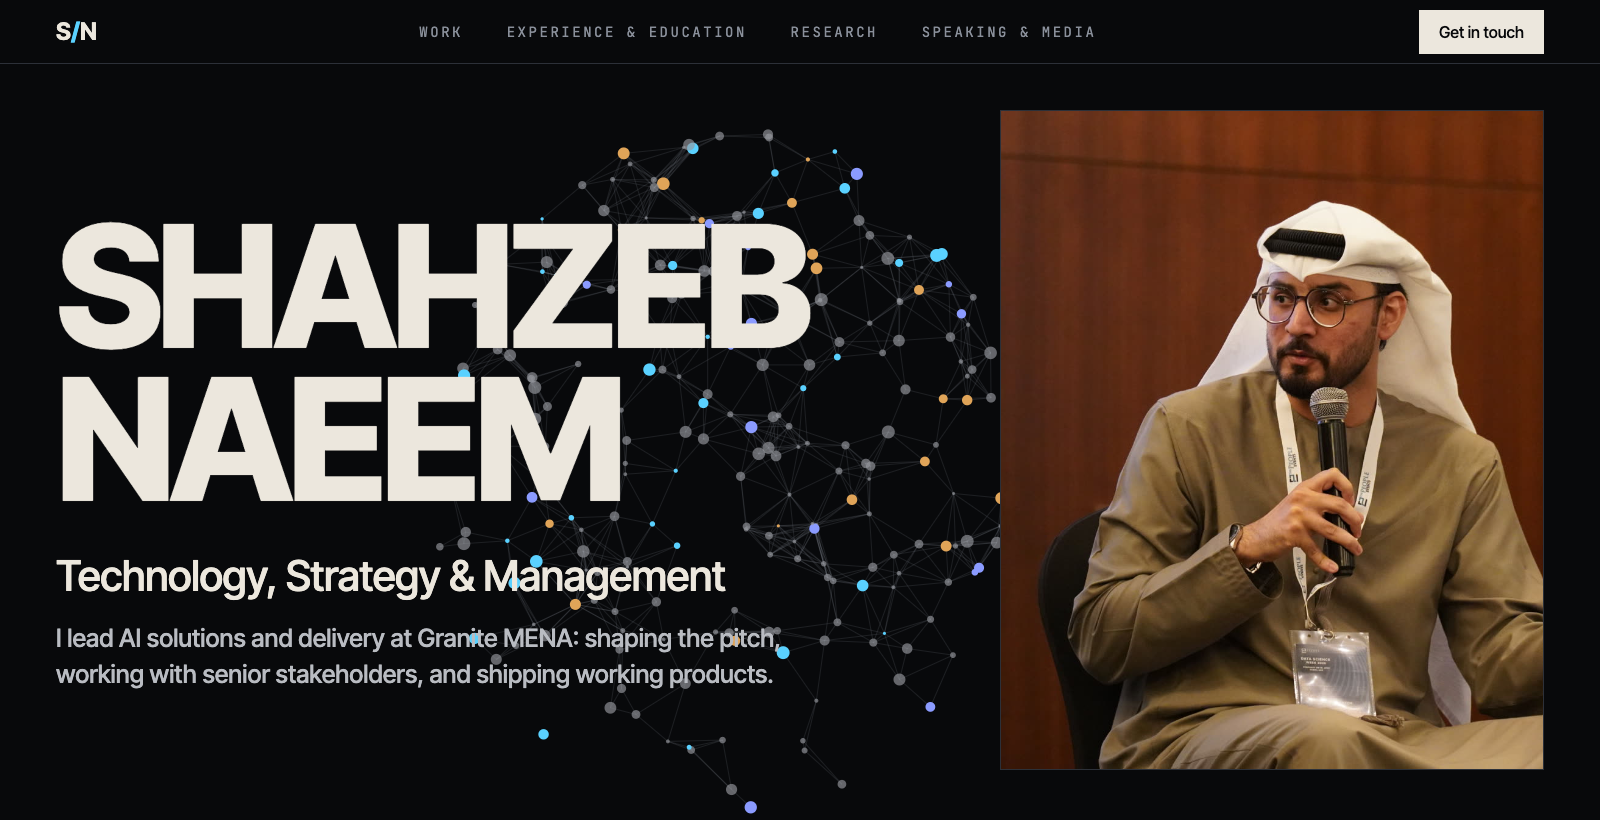 S/N
WORK
EXPERIENCE & EDUCATION
RESEARCH
SPEAKING & MEDIA
Get in touch
SHAHZEB
NAEEM
Technology, Strategy & Management
I lead AI solutions and delivery at Granite MENA: shaping the pitch,
working with senior stakeholders, and shipping working products.